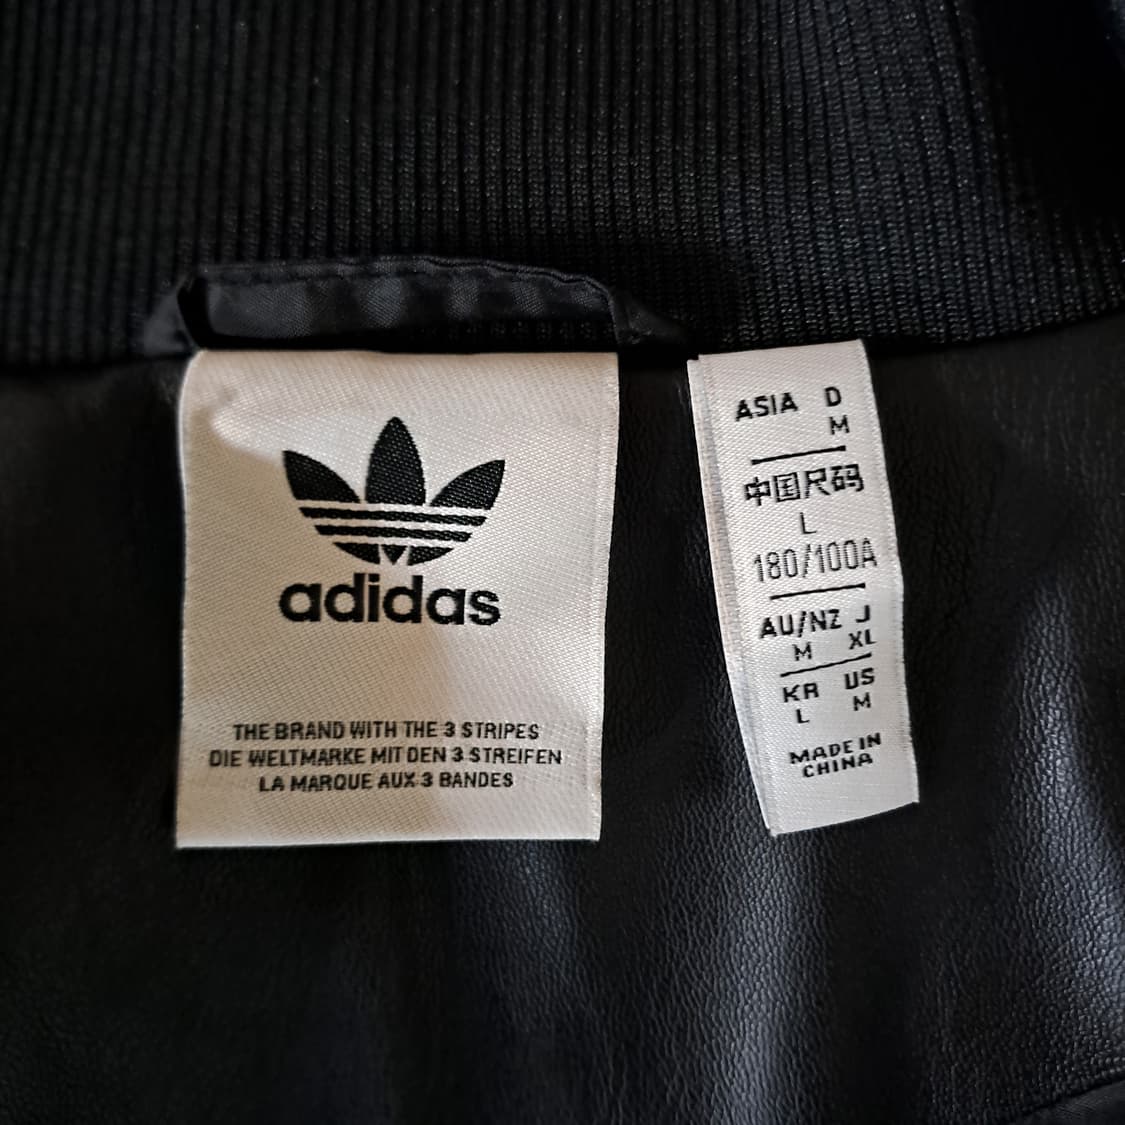 adidas
THE BRAND WITH THE 3 STRIPES
DIE WELTMARKE MIT DEN 3 STREIFEN
LA MARQUE AUX 3 BANDES
ASIA D
M
中国尺码
L
180/100A
AU/NZ J
M XL
KR US
L M
MADE IN
CHINA